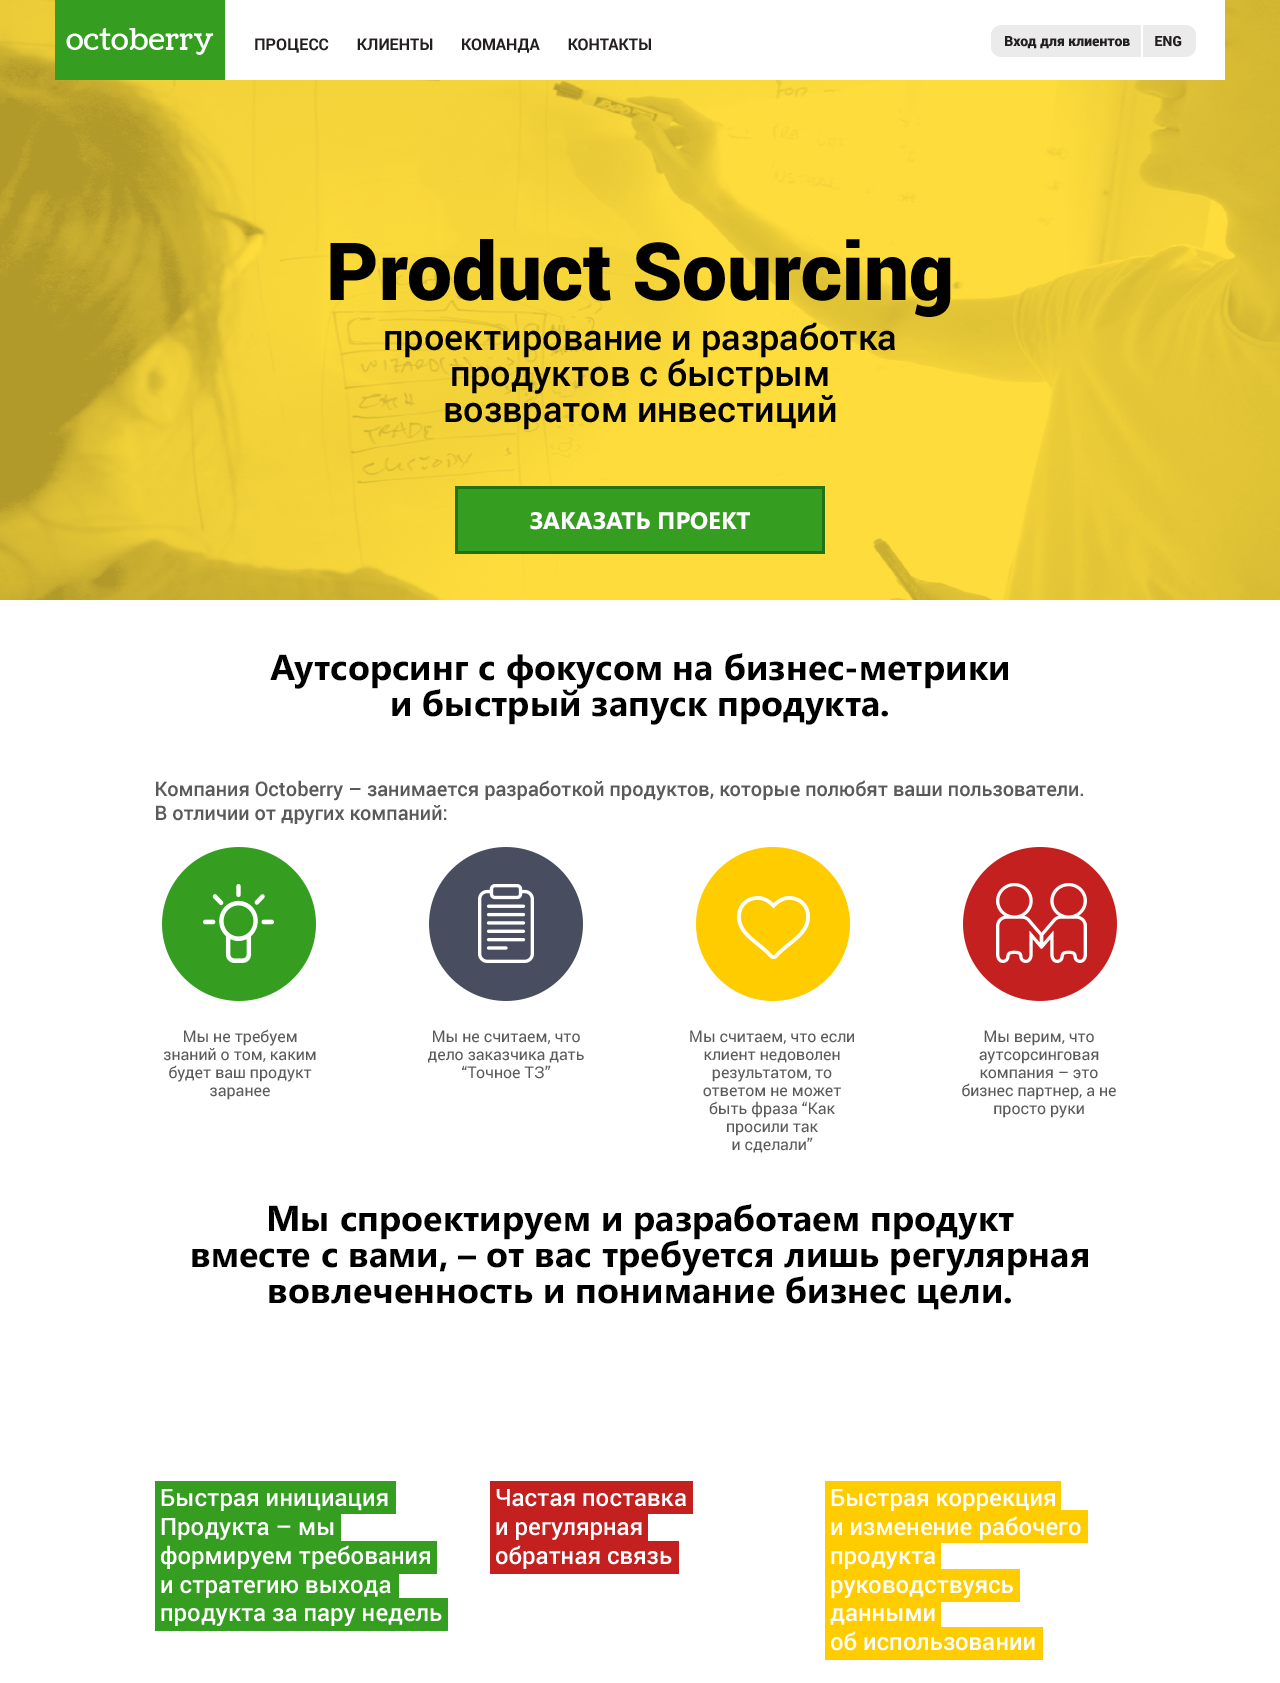 octoberry
ПРОЦЕСС КЛИЕНТЫ КОМАНДА КОНТАКТЫ
Вход для клиентов ENG
Product Sourcing
проектирование и разработка
продуктов с быстрым
возвратом инвестиций
ЗАКАЗАТЬ ПРОЕКТ
Аутсорсинг с фокусом на бизнес-метрики
и быстрый запуск продукта.
Компания Octoberry – занимается разработкой продуктов, которые полюбят ваши пользователи.
В отличии от других компаний:
Мы не требуем
знаний о том, каким
будет ваш продукт
заранее
Мы не считаем, что
дело заказчика дать
“Точное ТЗ”
Мы считаем, что если
клиент недоволен
результатом, то
ответом не может
быть фраза “Как
просили так
и сделали”
Мы верим, что
аутсорсинговая
компания – это
бизнес партнер, а не
просто руки
Мы спроектируем и разработаем продукт
вместе с вами, – от вас требуется лишь регулярная
вовлеченность и понимание бизнес цели.
Быстрая инициация
Продукта – мы
формируем требования
и стратегию выхода
продукта за пару недель
Частая поставка
и регулярная
обратная связь
Быстрая коррекция
и изменение рабочего
продукта
руководствуясь
данными
об использовании